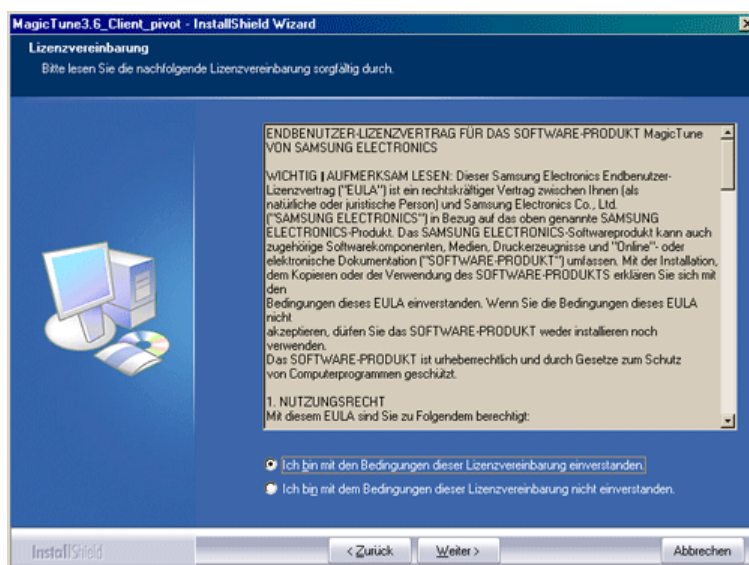 MagicTune3.6_Client_pivot - InstallShield Wizard
Lizenzvereinbarung
Bitte lesen Sie die nachfolgende Lizenzvereinbarung sorgfältig durch.
ENDBENUTZER-LIZENZVERTRAG FÜR DAS SOFTWARE-PRODUKT MagicTune
VON SAMSUNG ELECTRONICS
WICHTIG | AUFMERKSAM LESEN: Dieser Samsung Electronics Endbenutzer-
Lizenzvertrag ("EULA") ist ein rechtskräftiger Vertrag zwischen Ihnen (als
natürliche oder juristische Person) und Samsung Electronics Co., Ltd.
("SAMSUNG ELECTRONICS") in Bezug auf das oben genannte SAMSUNG
ELECTRONICS-Produkt. Das SAMSUNG ELECTRONICS-Softwareprodukt kann auch
zugehörige Softwarekomponenten, Medien, Druckerzeugnisse und "Online"- oder
elektronische Dokumentation ("SOFTWARE-PRODUKT") umfassen. Mit der Installation,
dem Kopieren oder der Verwendung des SOFTWARE-PRODUKTS erklären Sie sich mit
den
Bedingungen dieses EULA einverstanden. Wenn Sie die Bedingungen dieses EULA
nicht
akzeptieren, dürfen Sie das SOFTWARE-PRODUKT weder installieren noch
verwenden.
Das SOFTWARE-PRODUKT ist urheberrechtlich und durch Gesetze zum Schutz
von Computerprogrammen geschützt.
1. NUTZUNGSRECHT
Mit diesem EULA sind Sie zu Folgendem berechtigt:
Ich bin mit den Bedingungen dieser Lizenzvereinbarung einverstanden.
Ich bin mit dem Bedingungen dieser Lizenzvereinbarung nicht einverstanden.
InstallShield
< Zurück
Weiter >
Abbrechen